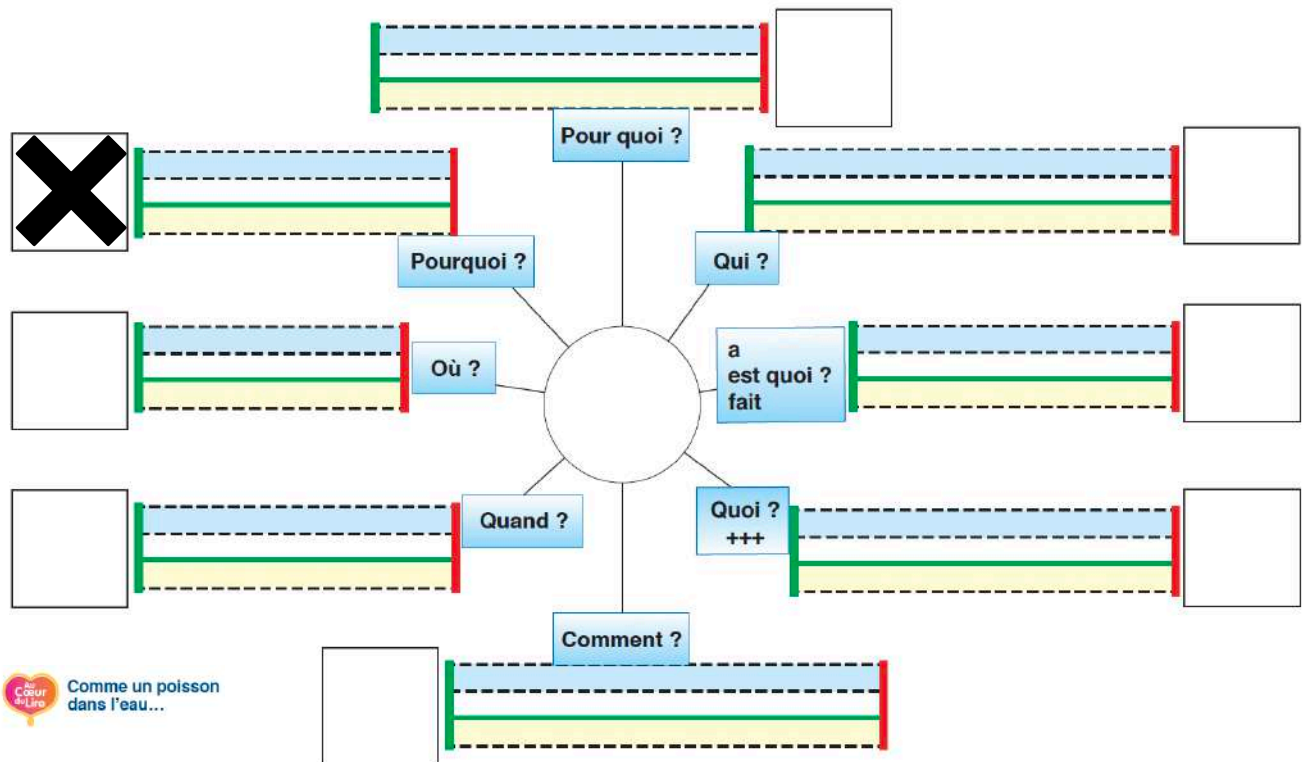 Pour quoi ?
Pourquoi ?
Qui ?
Où ?
a
est quoi ?
fait
Quand ?
Quoi ?
+++
Comment ?
Au
Cœur
du Lire
Comme un poisson
dans l'eau...